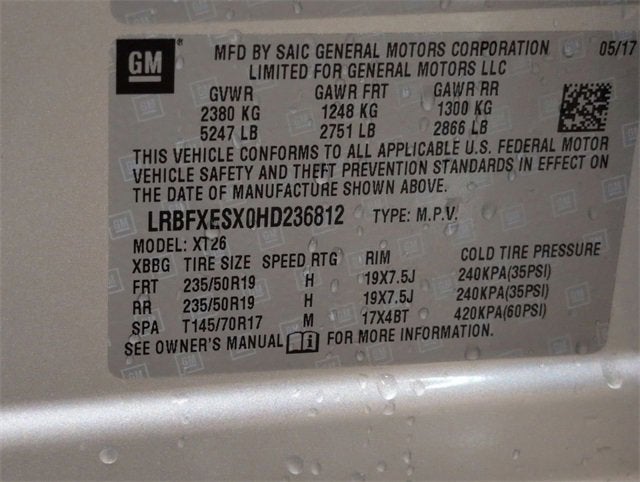 GM ®
MFD BY SAIC GENERAL MOTORS CORPORATION 05/17
LIMITED FOR GENERAL MOTORS LLC
GVWR GAWR FRT GAWR RR
2380 KG 1248 KG 1300 KG
5247 LB 2751 LB 2866 LB
THIS VEHICLE CONFORMS TO ALL APPLICABLE U.S. FEDERAL MOTOR
VEHICLE SAFETY AND THEFT PREVENTION STANDARDS IN EFFECT ON
THE DATE OF MANUFACTURE SHOWN ABOVE.
LRBFXESX0HD236812 TYPE: M.P.V.
MODEL: XT26
XBBG TIRE SIZE SPEED RTG RIM COLD TIRE PRESSURE
FRT 235/50R19 H 19X7.5J 240KPA(35PSI)
RR 235/50R19 H 19X7.5J 240KPA(35PSI)
SPA T145/70R17 M 17X4BT 420KPA(60PSI)
SEE OWNER'S MANUAL i FOR MORE INFORMATION.